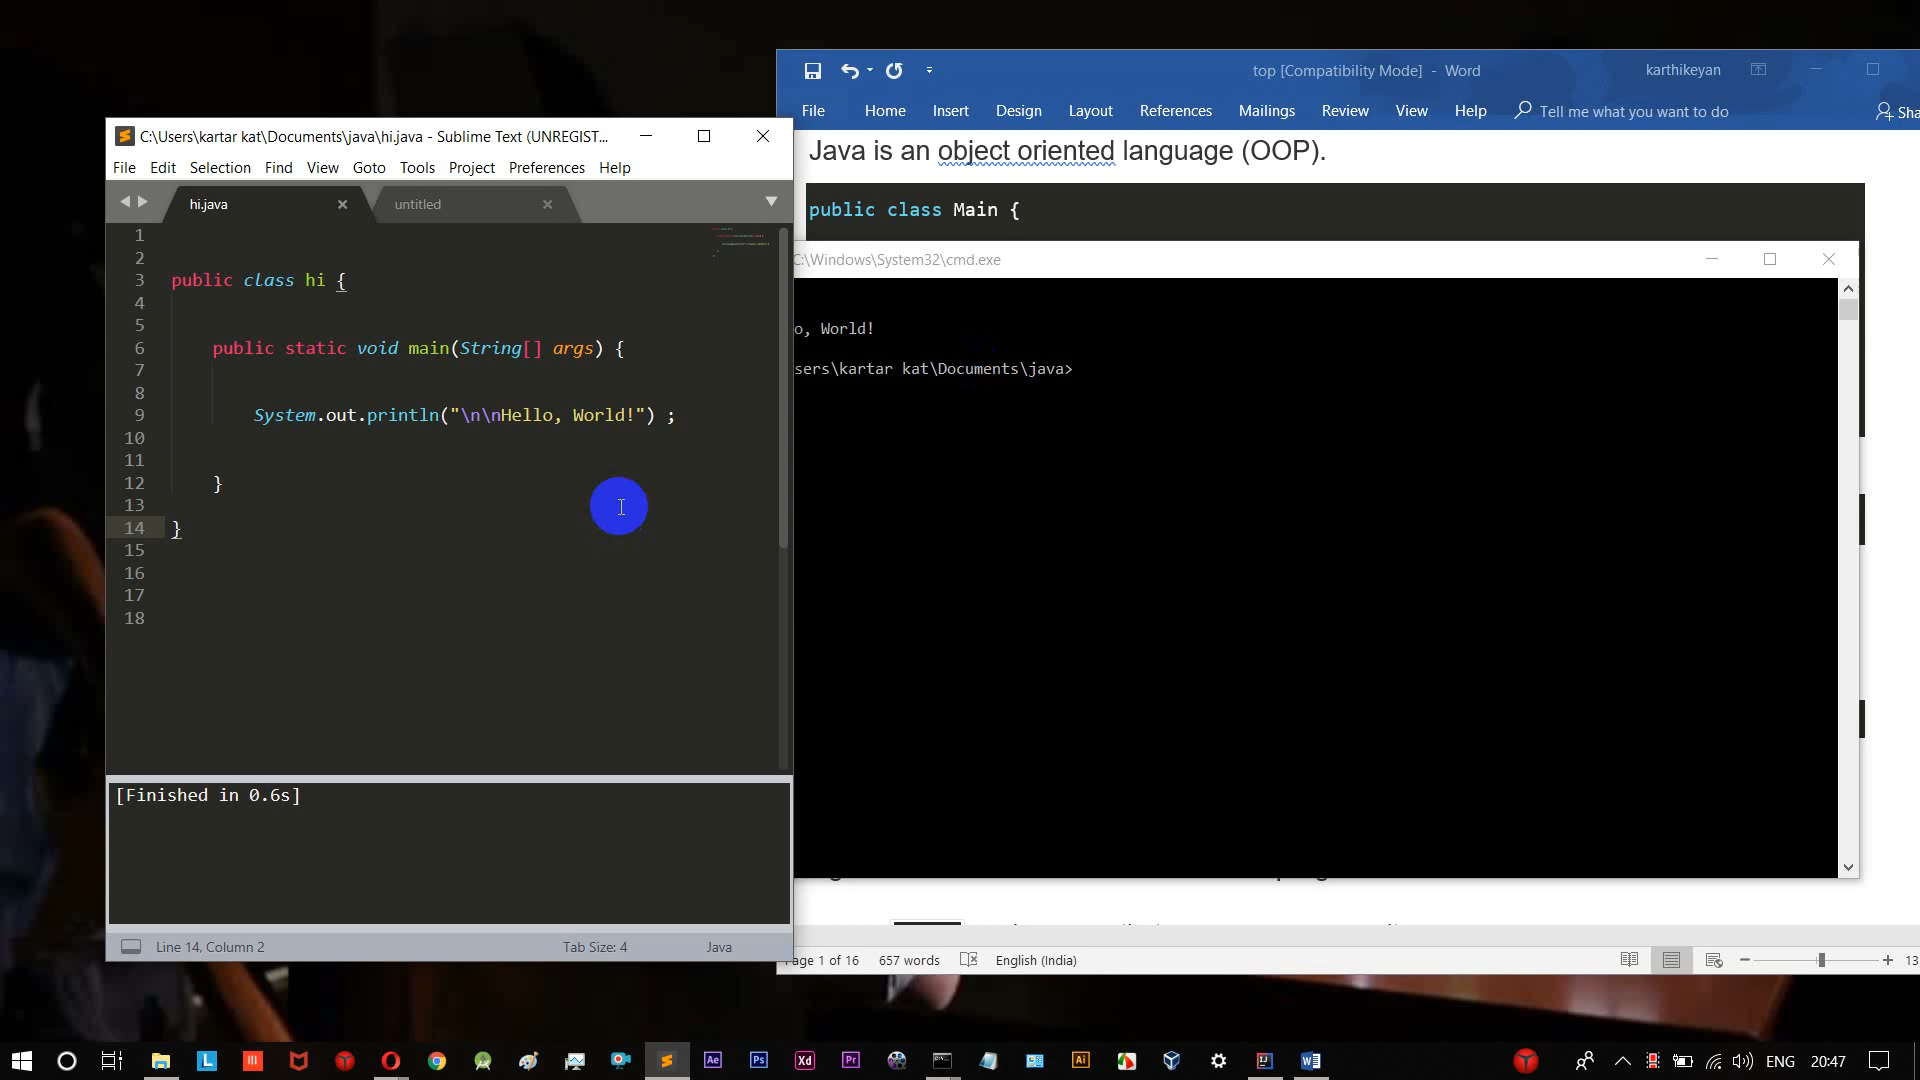 top [Compatibility Mode] - Word
karthikeyan
File Home Insert Design Layout References Mailings Review View Help Tell me what you want to do Sha
Java is an object oriented language (OOP).
public class Main {
C:\Users\kartar kat\Documents\java\hi.java - Sublime Text (UNREGIST...
File Edit Selection Find View Goto Tools Project Preferences Help
hi.java
untitled
1
2
3 public class hi {
4
5
6 public static void main(String[] args) {
7
8
9 System.out.println("\n\nHello, World!") ;
10
11
12 }
13
14 }
15
16
17
18
[Finished in 0.6s]
Line 14, Column 2
Tab Size: 4
Java
C:\Windows\System32\cmd.exe
o, World!
sers\kartar kat\Documents\java>
age 1 of 16 657 words English (India)
13
L Ae Ps Xd Pr Ai
ENG 20:47